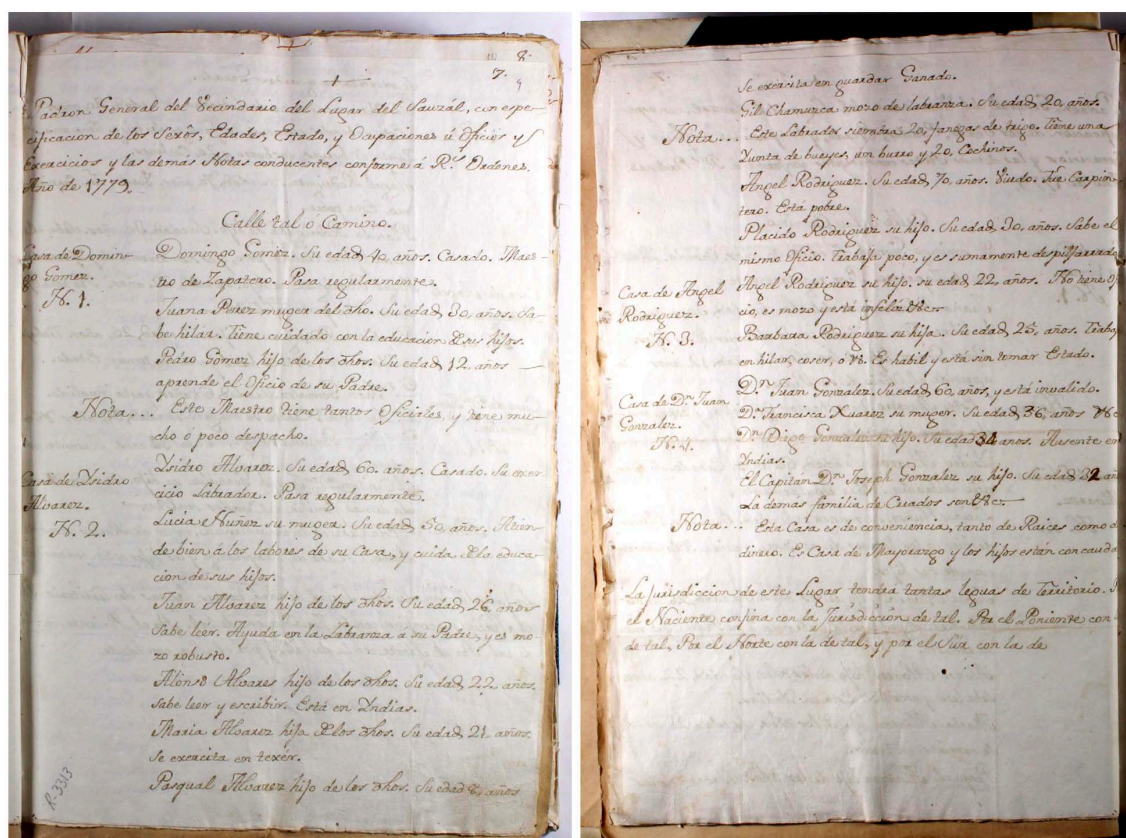 8.
7.
Padron General del Vecindario del Lugar del Sauzál, con espe-
cificacion de los Sexôs, Edades, Estado, y Ocupaciones ú Oficios y
Exercicios y las demás Notas conducentes conforme á Rs. Ordenes.
Año de 1779.
Calle tal ó Camino.
Casa de Domin-
go Gomez.
N. 1.
Domingo Gomez. Su edad, 40, años. Casado. Maes-
tro de Zapatero. Pasa regularmente.
Juana Perez muger del dho. Su edad, 30, años. Sa-
be hilar. Tiene cuidado con la educacion de sus hijos.
Pedro Gomez hijo de los dhos. Su edad, 12, años
aprende el Oficio de su Padre.
Nota... Este Maestro tiene tantos Oficiales, y tiene mu-
cho ó poco despacho.
Casa de Ysidro
Alvarez.
N. 2.
Ysidro Alvarez. Su edad, 60, años. Casado. Su exer-
cicio Labrador. Pasa regularmente.
Lucia Nuñez su muger. Su edad, 50, años. Atien-
de bien á los labores de su Casa, y cuida de la educa-
cion de sus hijos.
Juan Alvarez hijo de los dhos. Su edad, 26, años
Sabe leer. Ayuda en la Labranza á su Padre, y es mo-
zo robusto.
Alonso Alvares hijo de los dhos. Su edad, 22, años.
Sabe leer y escribir. Está en Yndias.
Maria Alvarez hija de los dhos. Su edad, 21, años.
Se exercita en texér.
Pasqual Alvarez hijo de los dhos. Su edad 8, años
R-3313
Se exercita en guardar Ganado.
Gil Chamurca mozo de labranza. Su edad, 20, años.
Nota... Este Labrador siembra, 20, fanegas de trigo. Tiene una
Yunta de bueyes, un burro y 20, Cochinos.
Casa de Angel
Rodriguez.
N. 3.
Angel Rodriguez. Su edad, 70, años. Viudo. Fue Carpin-
tero. Está pobre.
Placido Rodriguez su hijo. Su edad, 30, años. Sabe el
mismo Oficio. Trabaja poco, y es sumamente despilfarrado
Angel Rodriguez su hijo. su edad, 22, años. No tiene ofi
cio, es mozo y está infelíz &c.
Barbara Rodriguez su hija. Su edad, 25, años. Trabaj
en hilar, coser, o &c. Es habil y está sin tomar Estado.
Casa de Dn. Juan
Gonzalez.
N. 4.
Dn. Juan Gonzalez. Su edad, 60, años, y está invalido.
Da. Francisca Xuarez su muger. Su edad, 36, años &c
Dn. Diego Gonzalez su hijo. Su edad 34 años. Ausente en
Yndias.
El Capitan Dn. Joseph Gonzalez su hijo. Su edad, 32 añ
La demas familia de Criados son &c.
Nota... Esta Casa es de conveniencia, tanto de Raices como d
dinero. Es Casa de Mayorazgo y los hijos están con cauda
La jurisdiccion de este Lugar tendrá tantas leguas de Territorio.
el Naciente confina con la Jurisdiccion de tal. Por el Poniente con
de tal, Por el Norte con la de tal, y por el Sur con la de